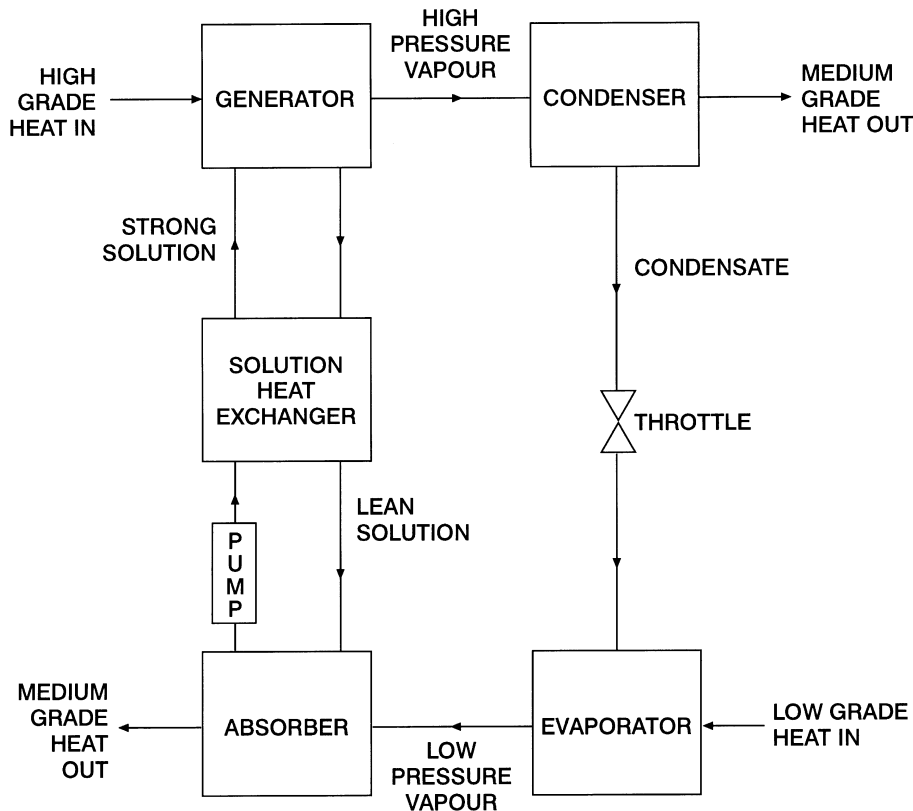 HIGH
PRESSURE
VAPOUR
HIGH
GRADE
HEAT IN
GENERATOR
CONDENSER
MEDIUM
GRADE
HEAT OUT
STRONG
SOLUTION
CONDENSATE
SOLUTION
HEAT
EXCHANGER
THROTTLE
LEAN
SOLUTION
PUMP
MEDIUM
GRADE
HEAT
OUT
ABSORBER
EVAPORATOR
LOW GRADE
HEAT IN
LOW
PRESSURE
VAPOUR